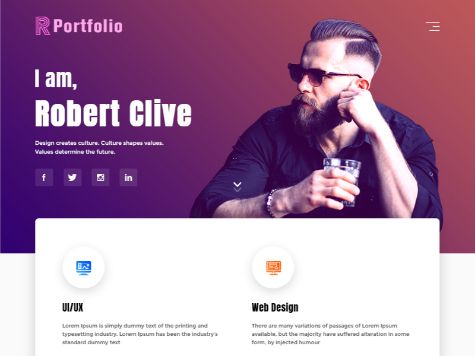 R Portfolio
I am,
Robert Clive
Design creates culture. Culture shapes values.
Values determine the future.
f
in
UI/UX
Lorem Ipsum is simply dummy text of the printing and
typesetting industry. Lorem Ipsum has been the industry's
standard dummy text
Web Design
There are many variations of passages of Lorem Ipsum
available, but the majority have suffered alteration in some
form, by injected humour